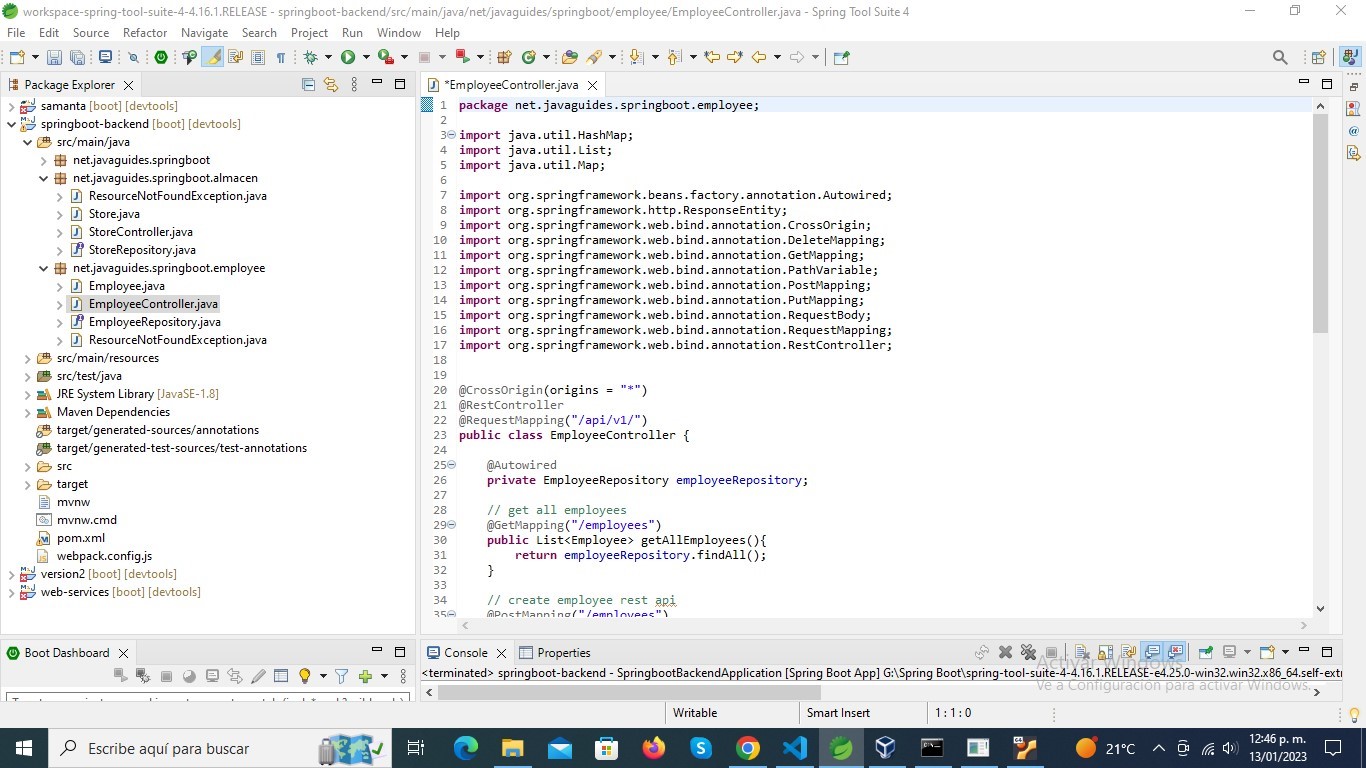 workspace-spring-tool-suite-4-4.16.1.RELEASE - springboot-backend/src/main/java/net/javaguides/springboot/employee/EmployeeController.java - Spring Tool Suite 4
File Edit Source Refactor Navigate Search Project Run Window Help
Package Explorer
samanta [boot] [devtools]
springboot-backend [boot] [devtools]
src/main/java
net.javaguides.springboot
net.javaguides.springboot.almacen
ResourceNotFoundException.java
Store.java
StoreController.java
StoreRepository.java
net.javaguides.springboot.employee
Employee.java
EmployeeController.java
EmployeeRepository.java
ResourceNotFoundException.java
src/main/resources
src/test/java
JRE System Library [JavaSE-1.8]
Maven Dependencies
target/generated-sources/annotations
target/generated-test-sources/test-annotations
src
target
mvnw
mvnw.cmd
pom.xml
webpack.config.js
version2 [boot] [devtools]
web-services [boot] [devtools]
*EmployeeController.java
1 package net.javaguides.springboot.employee;
2
3 import java.util.HashMap;
4 import java.util.List;
5 import java.util.Map;
6
7 import org.springframework.beans.factory.annotation.Autowired;
8 import org.springframework.http.ResponseEntity;
9 import org.springframework.web.bind.annotation.CrossOrigin;
10 import org.springframework.web.bind.annotation.DeleteMapping;
11 import org.springframework.web.bind.annotation.GetMapping;
12 import org.springframework.web.bind.annotation.PathVariable;
13 import org.springframework.web.bind.annotation.PostMapping;
14 import org.springframework.web.bind.annotation.PutMapping;
15 import org.springframework.web.bind.annotation.RequestBody;
16 import org.springframework.web.bind.annotation.RequestMapping;
17 import org.springframework.web.bind.annotation.RestController;
18
19
20 @CrossOrigin(origins = "*")
21 @RestController
22 @RequestMapping("/api/v1/")
23 public class EmployeeController {
24
25 @Autowired
26 private EmployeeRepository employeeRepository;
27
28 // get all employees
29 @GetMapping("/employees")
30 public List<Employee> getAllEmployees(){
31 return employeeRepository.findAll();
32 }
33
34 // create employee rest api
35 @PostMapping("/employees")
Boot Dashboard
Console
Properties
<terminated> springboot-backend - SpringbootBackendApplication [Spring Boot App] G:\Spring Boot\spring-tool-suite-4-4.16.1.RELEASE-e4.25.0-win32.win32.x86_64.self-extr
Activar Windows
Ve a Configuración para activar Windows.
Writable
Smart Insert
1 : 1 : 0
Escribe aquí para buscar
21°C
12:46 p. m.
13/01/2023